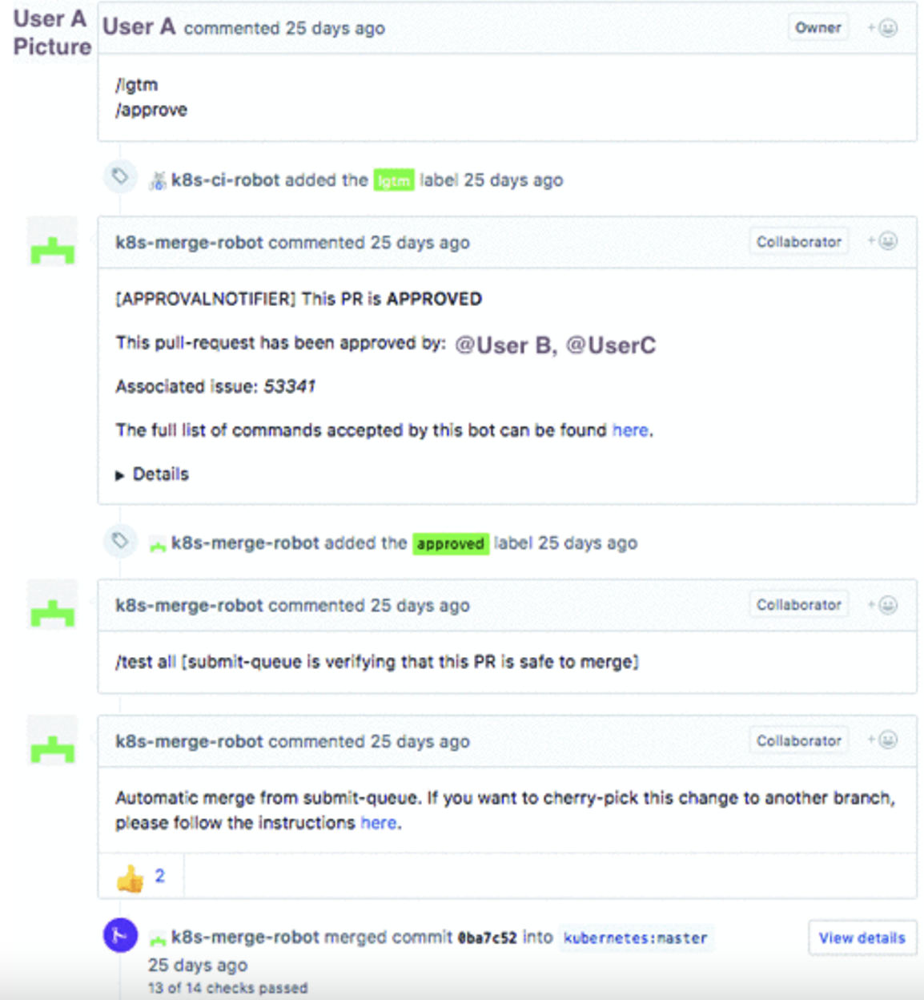 User A
Picture
User A commented 25 days ago
Owner
/lgtm
/approve
k8s-ci-robot added the lgtm label 25 days ago
k8s-merge-robot commented 25 days ago
Collaborator
[APPROVALNOTIFIER] This PR is APPROVED
This pull-request has been approved by: @User B, @UserC
Associated issue: 53341
The full list of commands accepted by this bot can be found here.
▶ Details
k8s-merge-robot added the approved label 25 days ago
k8s-merge-robot commented 25 days ago
Collaborator
/test all [submit-queue is verifying that this PR is safe to merge]
k8s-merge-robot commented 25 days ago
Collaborator
Automatic merge from submit-queue. If you want to cherry-pick this change to another branch,
please follow the instructions here.
2
k8s-merge-robot merged commit 0ba7c52 into kubernetes:master
View details
25 days ago
13 of 14 checks passed